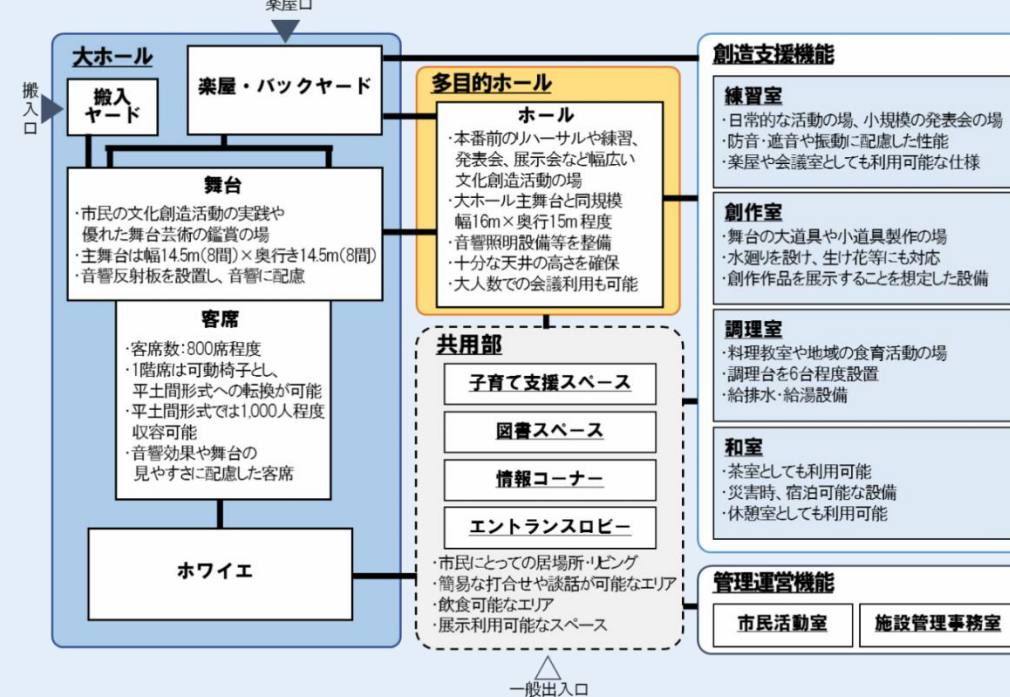 楽屋口
大ホール
搬入口
搬入
ヤード
楽屋・バックヤード
舞台
・市民の文化創造活動の実践や
優れた舞台芸術の鑑賞の場
・主舞台は幅14.5m(8間)×奥行き14.5m(8間)
・音響反射板を設置し、音響に配慮
客席
・客席数：800席程度
・1階席は可動椅子とし、
平土間形式への転換が可能
・平土間形式では1,000人程度
収容可能
・音響効果や舞台の
見やすさに配慮した客席
ホワイエ
多目的ホール
ホール
・本番前のリハーサルや練習、
発表会、展示会など幅広い
文化創造活動の場
・大ホール主舞台と同規模
幅16m×奥行15m程度
・音響照明設備等を整備
・十分な天井の高さを確保
・大人数での会議利用も可能
共用部
子育て支援スペース
図書スペース
情報コーナー
エントランスロビー
・市民にとっての居場所・リビング
・簡易な打合せや談話が可能なエリア
・飲食可能なエリア
・展示利用可能なスペース
一般出入口
創造支援機能
練習室
・日常的な活動の場、小規模の発表会の場
・防音・遮音や振動に配慮した性能
・楽屋や会議室としても利用可能な仕様
創作室
・舞台の大道具や小道具製作の場
・水廻りを設け、生け花等にも対応
・創作作品を展示することを想定した設備
調理室
・料理教室や地域の食育活動の場
・調理台を6台程度設置
・給排水・給湯設備
和室
・茶室としても利用可能
・災害時、宿泊可能な設備
・休憩室としても利用可能
管理運営機能
市民活動室
施設管理事務室